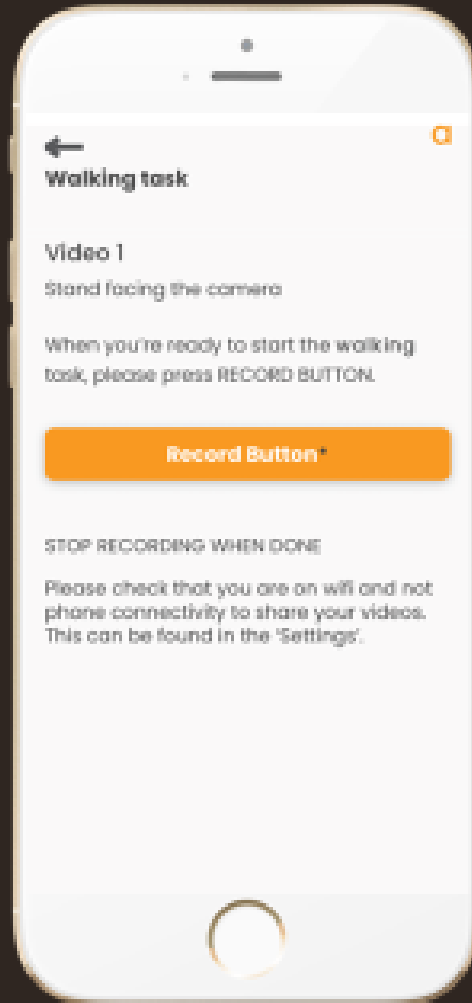 a
Walking task
Video 1
Stand facing the camera
When you're ready to start the walking
task, please press RECORD BUTTON.
Record Button*
STOP RECORDING WHEN DONE
Please check that you are on wifi and not
phone connectivity to share your videos.
This can be found in the 'Settings'.